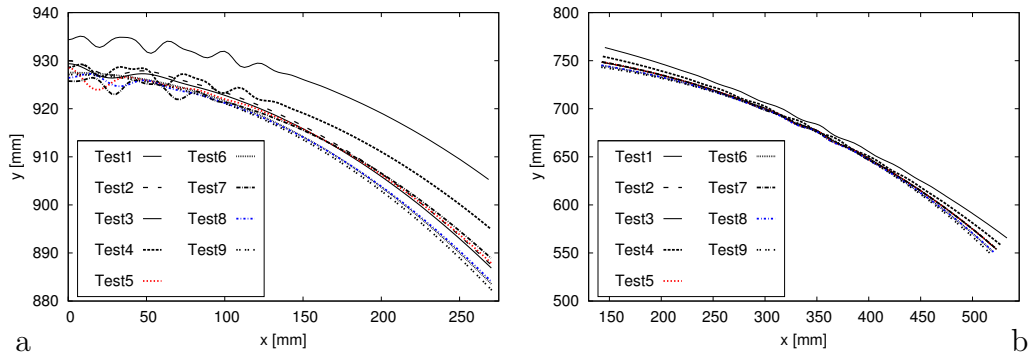 940
930
920
910
900
890
880
y [mm]
0
50
100
150
200
250
x [mm]
Test1
Test2
Test3
Test4
Test5
Test6
Test7
Test8
Test9
a
800
750
700
650
600
550
500
y [mm]
150
200
250
300
350
400
450
500
x [mm]
Test1
Test2
Test3
Test4
Test5
Test6
Test7
Test8
Test9
b